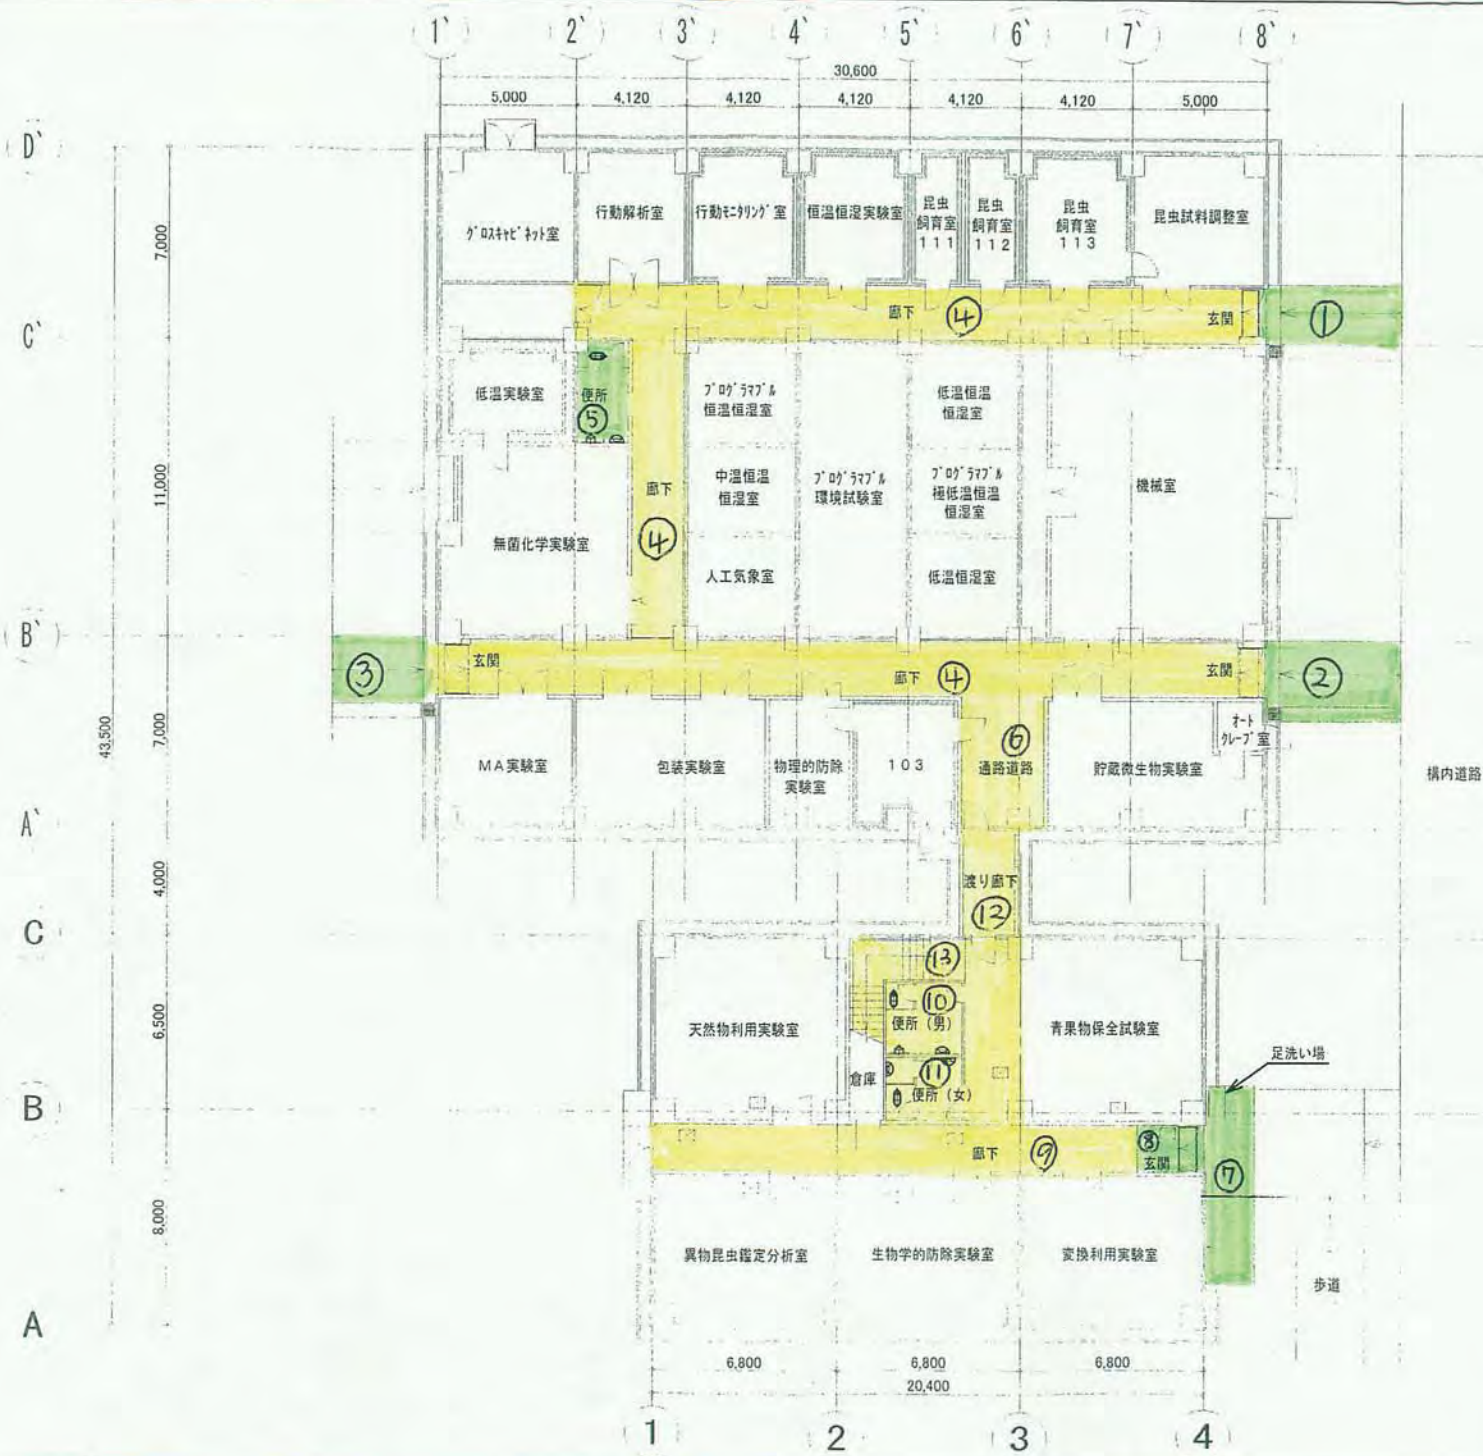 1` 2` 3` 4` 5` 6` 7` 8`
30,600
5,000 4,120 4,120 4,120 4,120 4,120 5,000
D`
7,000
グロスキャビネット室
行動解析室
行動モニタリング室
恒温恒湿実験室
昆虫
飼育室
111
昆虫
飼育室
112
昆虫
飼育室
113
昆虫試料調整室
C`
廊下 ④ 玄関 ①
低温実験室
便所
⑤
プログラマブル
恒温恒湿室
低温恒温
恒湿室
11,000
廊下
④
中温恒温
恒湿室
プログラマブル
環境試験室
プログラマブル
極低温恒温
恒湿室
機械室
無菌化学実験室
人工気象室
低温恒湿室
B`
③ 玄関 廊下 ④ 玄関 ②
43,500
7,000
MA実験室
包装実験室
物理的防除
実験室
103
⑥
通路道路
貯蔵微生物実験室
オート
クレーブ室
構内道路
A`
4,000
渡り廊下
⑫
C
6,500
天然物利用実験室
⑬
⑩
便所(男)
倉庫
⑪
便所(女)
青果物保全試験室
足洗い場
B
廊下 ⑨
⑧
玄関
⑦
8,000
異物昆虫鑑定分析室
生物学的防除実験室
変換利用実験室
歩道
A
6,800 6,800 6,800
20,400
1 2 3 4